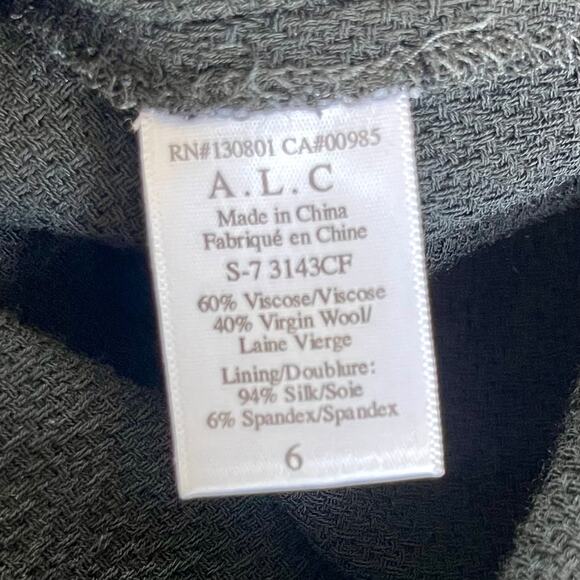 RN#130801 CA#00985
A.L.C
Made in China
Fabriqué en Chine
S-7 3143CF
60% Viscose/Viscose
40% Virgin Wool/
Laine Vierge
Lining/Doublure:
94% Silk/Soie
6% Spandex/Spandex
6